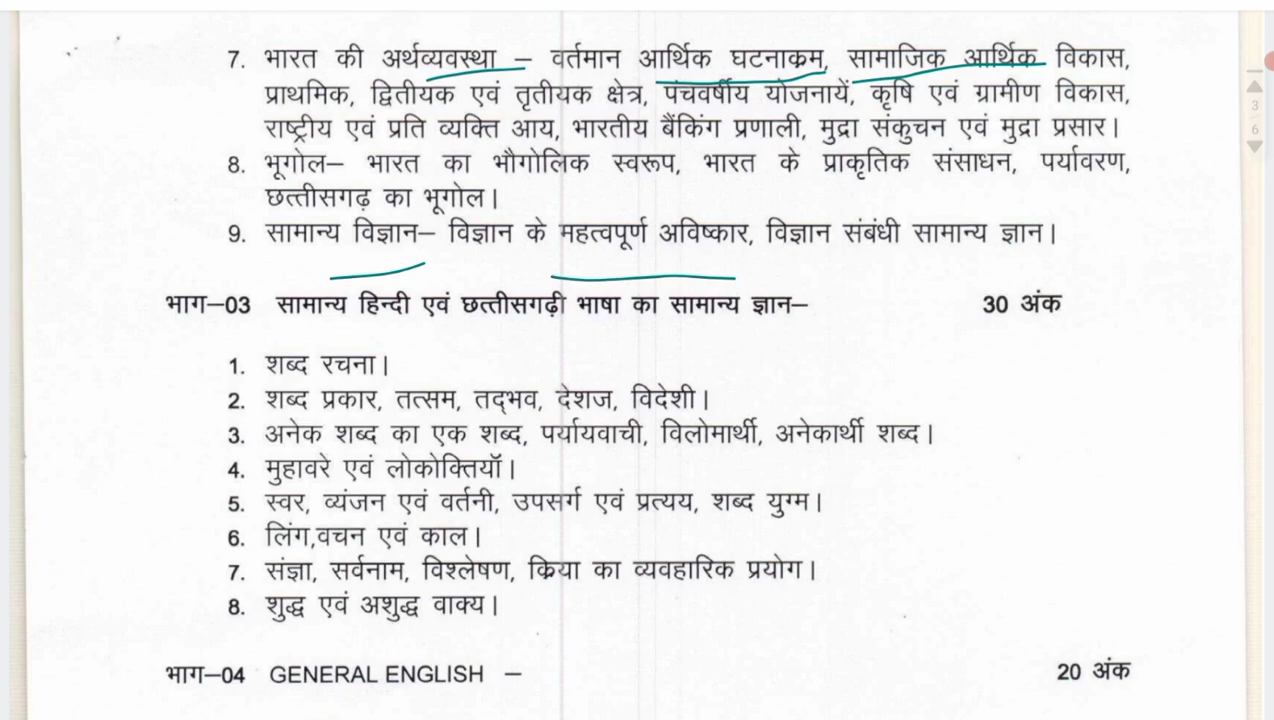 7. भारत की अर्थव्यवस्था – वर्तमान आर्थिक घटनाक्रम, सामाजिक आर्थिक विकास,
प्राथमिक, द्वितीयक एवं तृतीयक क्षेत्र, पंचवर्षीय योजनायें, कृषि एवं ग्रामीण विकास,
राष्ट्रीय एवं प्रति व्यक्ति आय, भारतीय बैंकिंग प्रणाली, मुद्रा संकुचन एवं मुद्रा प्रसार।
8. भूगोल– भारत का भौगोलिक स्वरूप, भारत के प्राकृतिक संसाधन, पर्यावरण,
छत्तीसगढ़ का भूगोल।
9. सामान्य विज्ञान– विज्ञान के महत्वपूर्ण अविष्कार, विज्ञान संबंधी सामान्य ज्ञान।
भाग–03 सामान्य हिन्दी एवं छत्तीसगढ़ी भाषा का सामान्य ज्ञान– 30 अंक
1. शब्द रचना।
2. शब्द प्रकार, तत्सम, तद्भव, देशज, विदेशी।
3. अनेक शब्द का एक शब्द, पर्यायवाची, विलोमार्थी, अनेकार्थी शब्द।
4. मुहावरे एवं लोकोक्तियॉ।
5. स्वर, व्यंजन एवं वर्तनी, उपसर्ग एवं प्रत्यय, शब्द युग्म।
6. लिंग,वचन एवं काल।
7. संज्ञा, सर्वनाम, विश्लेषण, क्रिया का व्यवहारिक प्रयोग।
8. शुद्ध एवं अशुद्ध वाक्य।
भाग–04 GENERAL ENGLISH – 20 अंक
3
6